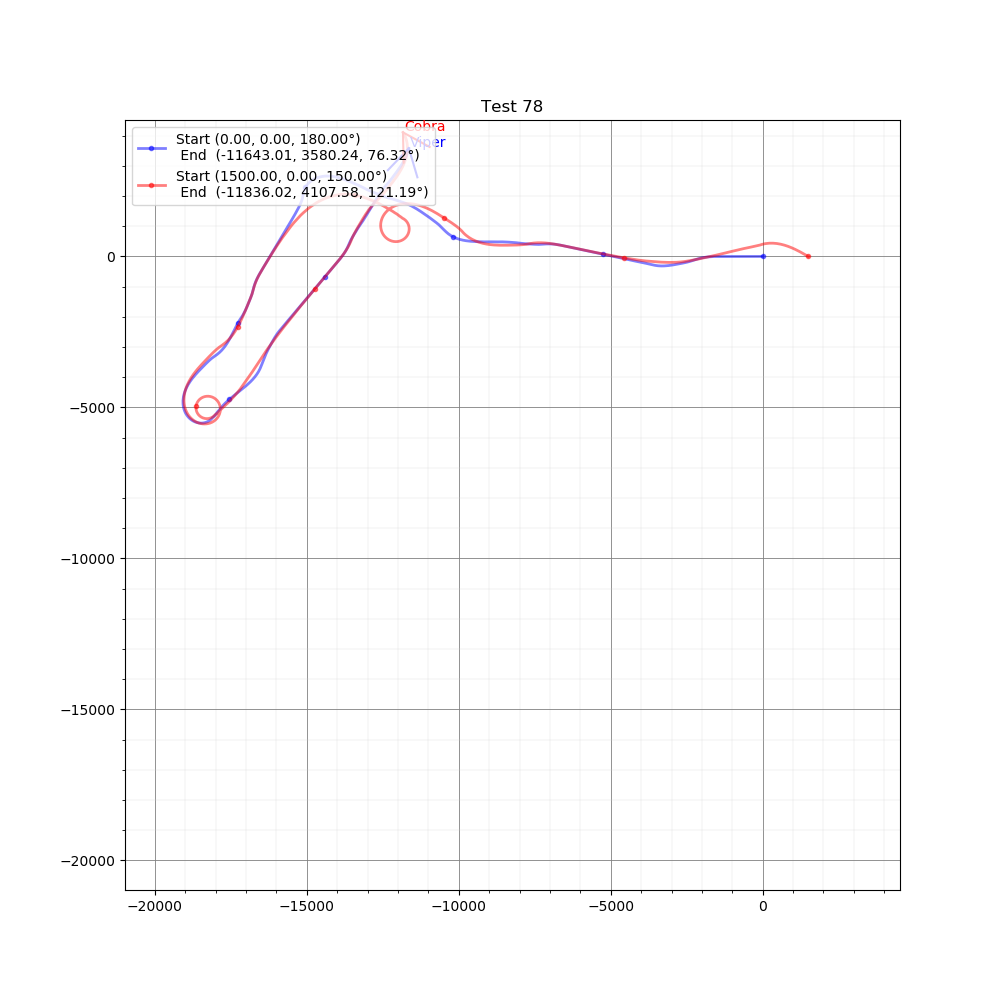 Test 78
Cobra
Viper
Start (0.00, 0.00, 180.00°)
End  (-11643.01, 3580.24, 76.32°)
Start (1500.00, 0.00, 150.00°)
End  (-11836.02, 4107.58, 121.19°)
0
−5000
−10000
−15000
−20000
−20000 −15000 −10000 −5000 0